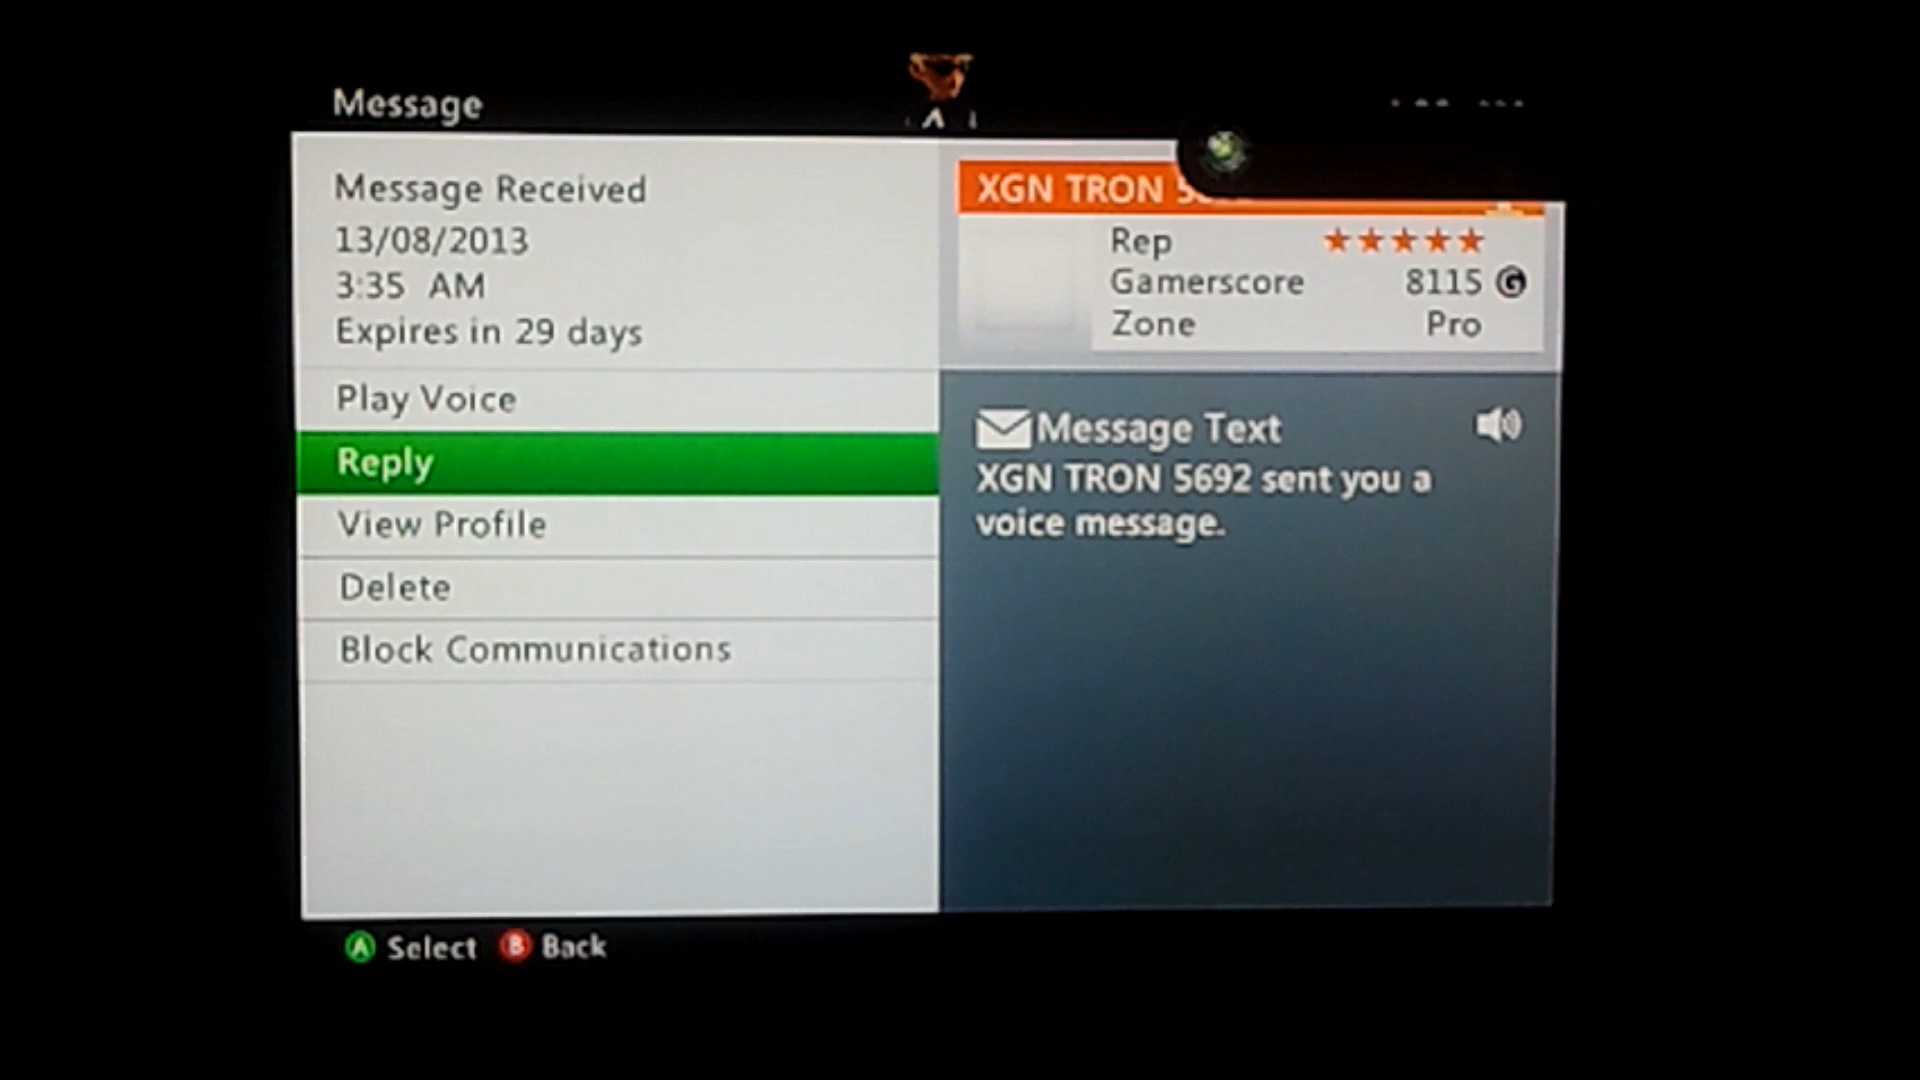 Message
Message Received
13/08/2013
3:35 AM
Expires in 29 days
Play Voice
Reply
View Profile
Delete
Block Communications
XGN TRON
Rep
Gamerscore 8115 G
Zone Pro
Message Text
XGN TRON 5692 sent you a
voice message.
A Select B Back